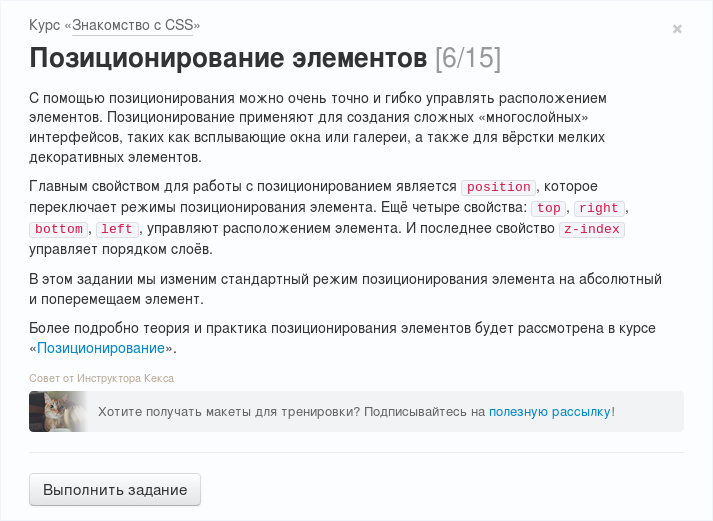 Курс «Знакомство с CSS»
×
Позиционирование элементов [6/15]
С помощью позиционирования можно очень точно и гибко управлять расположением
элементов. Позиционирование применяют для создания сложных «многослойных»
интерфейсов, таких как всплывающие окна или галереи, а также для вёрстки мелких
декоративных элементов.
Главным свойством для работы с позиционированием является position, которое
переключает режимы позиционирования элемента. Ещё четыре свойства: top, right,
bottom, left, управляют расположением элемента. И последнее свойство z-index
управляет порядком слоёв.
В этом задании мы изменим стандартный режим позиционирования элемента на абсолютный
и поперемещаем элемент.
Более подробно теория и практика позиционирования элементов будет рассмотрена в курсе
«Позиционирование».
Совет от Инструктора Кекса
Хотите получать макеты для тренировки? Подписывайтесь на полезную рассылку!
Выполнить задание